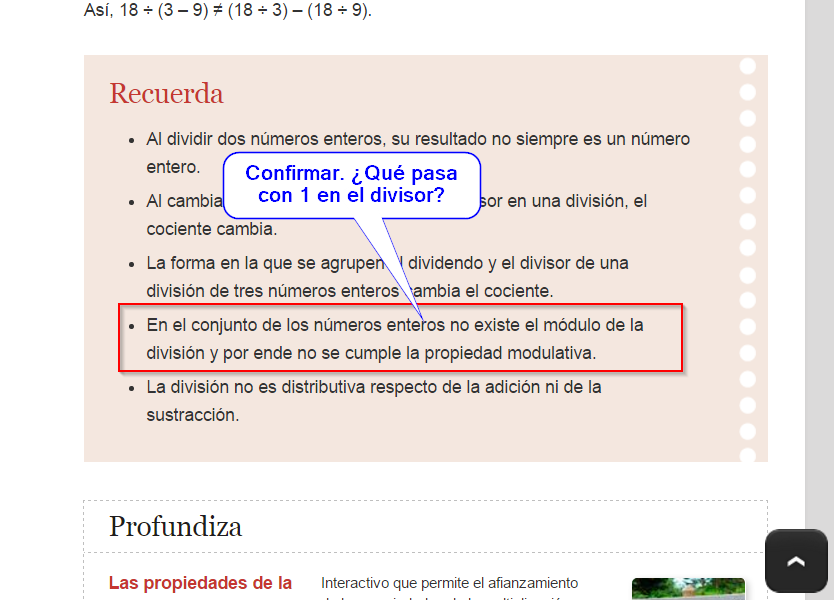 Así, 18 ÷ (3 – 9) ≠ (18 ÷ 3) – (18 ÷ 9).
Recuerda
• Al dividir dos números enteros, su resultado no siempre es un número
entero.
Confirmar. ¿Qué pasa
con 1 en el divisor?
• Al cambia sor en una división, el
cociente cambia.
• La forma en la que se agrupen el dividendo y el divisor de una
división de tres números enteros cambia el cociente.
• En el conjunto de los números enteros no existe el módulo de la
división y por ende no se cumple la propiedad modulativa.
• La división no es distributiva respecto de la adición ni de la
sustracción.
Profundiza
Las propiedades de la
Interactivo que permite el afianzamiento